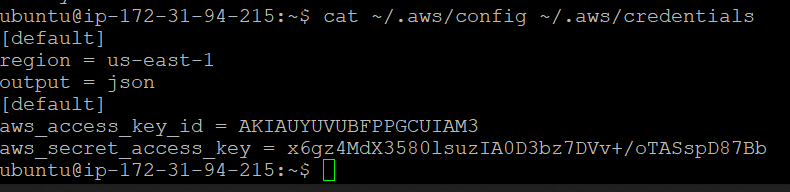 ubuntu@ip-172-31-94-215:~$ cat ~/.aws/config ~/.aws/credentials
[default]
region = us-east-1
output = json
[default]
aws_access_key_id = AKIAUYUVUBFPPGCUIAM3
aws_secret_access_key = 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
ubuntu@ip-172-31-94-215:~$